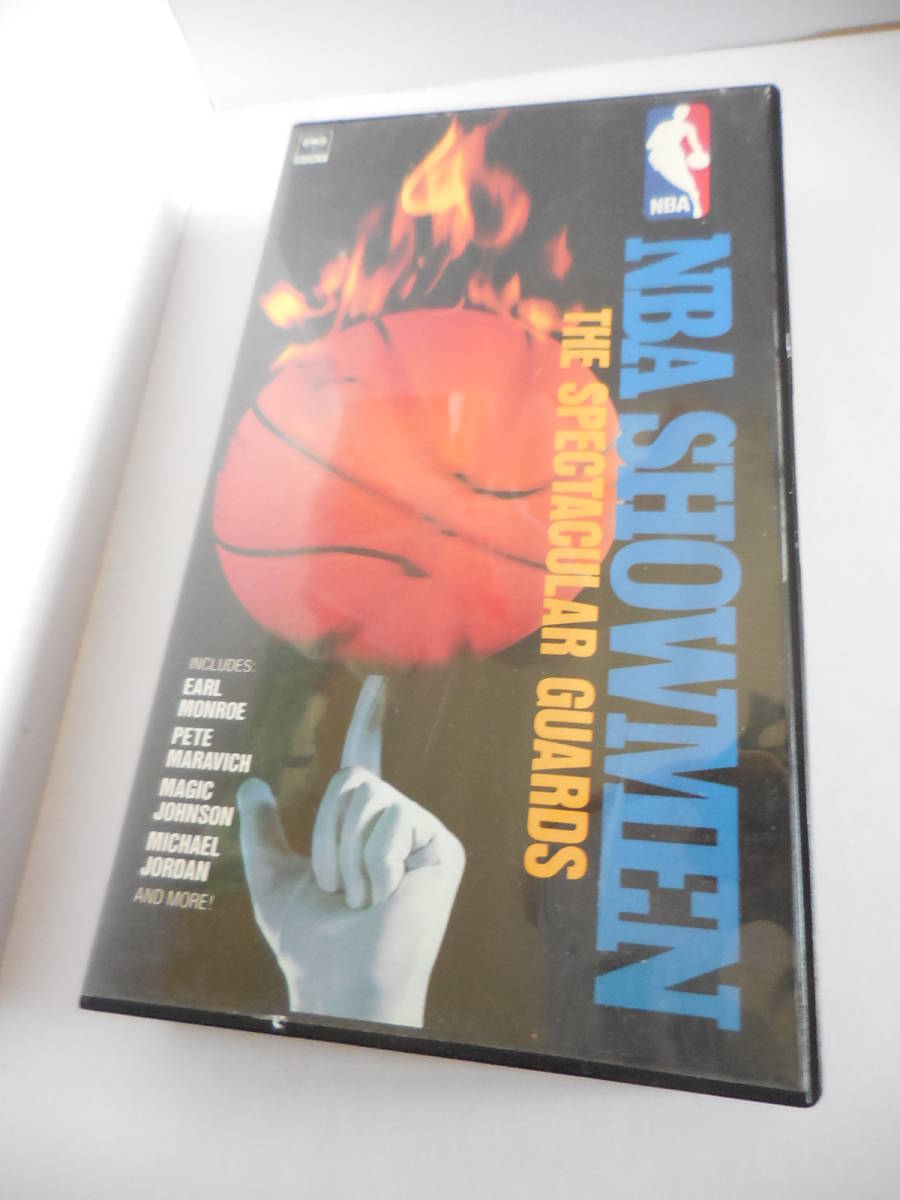 NBA
NBA SHOWMEN
THE SPECTACULAR GUARDS
INCLUDES:
EARL
MONROE
PETE
MARAVICH
MAGIC
JOHNSON
MICHAEL
JORDAN
AND MORE!